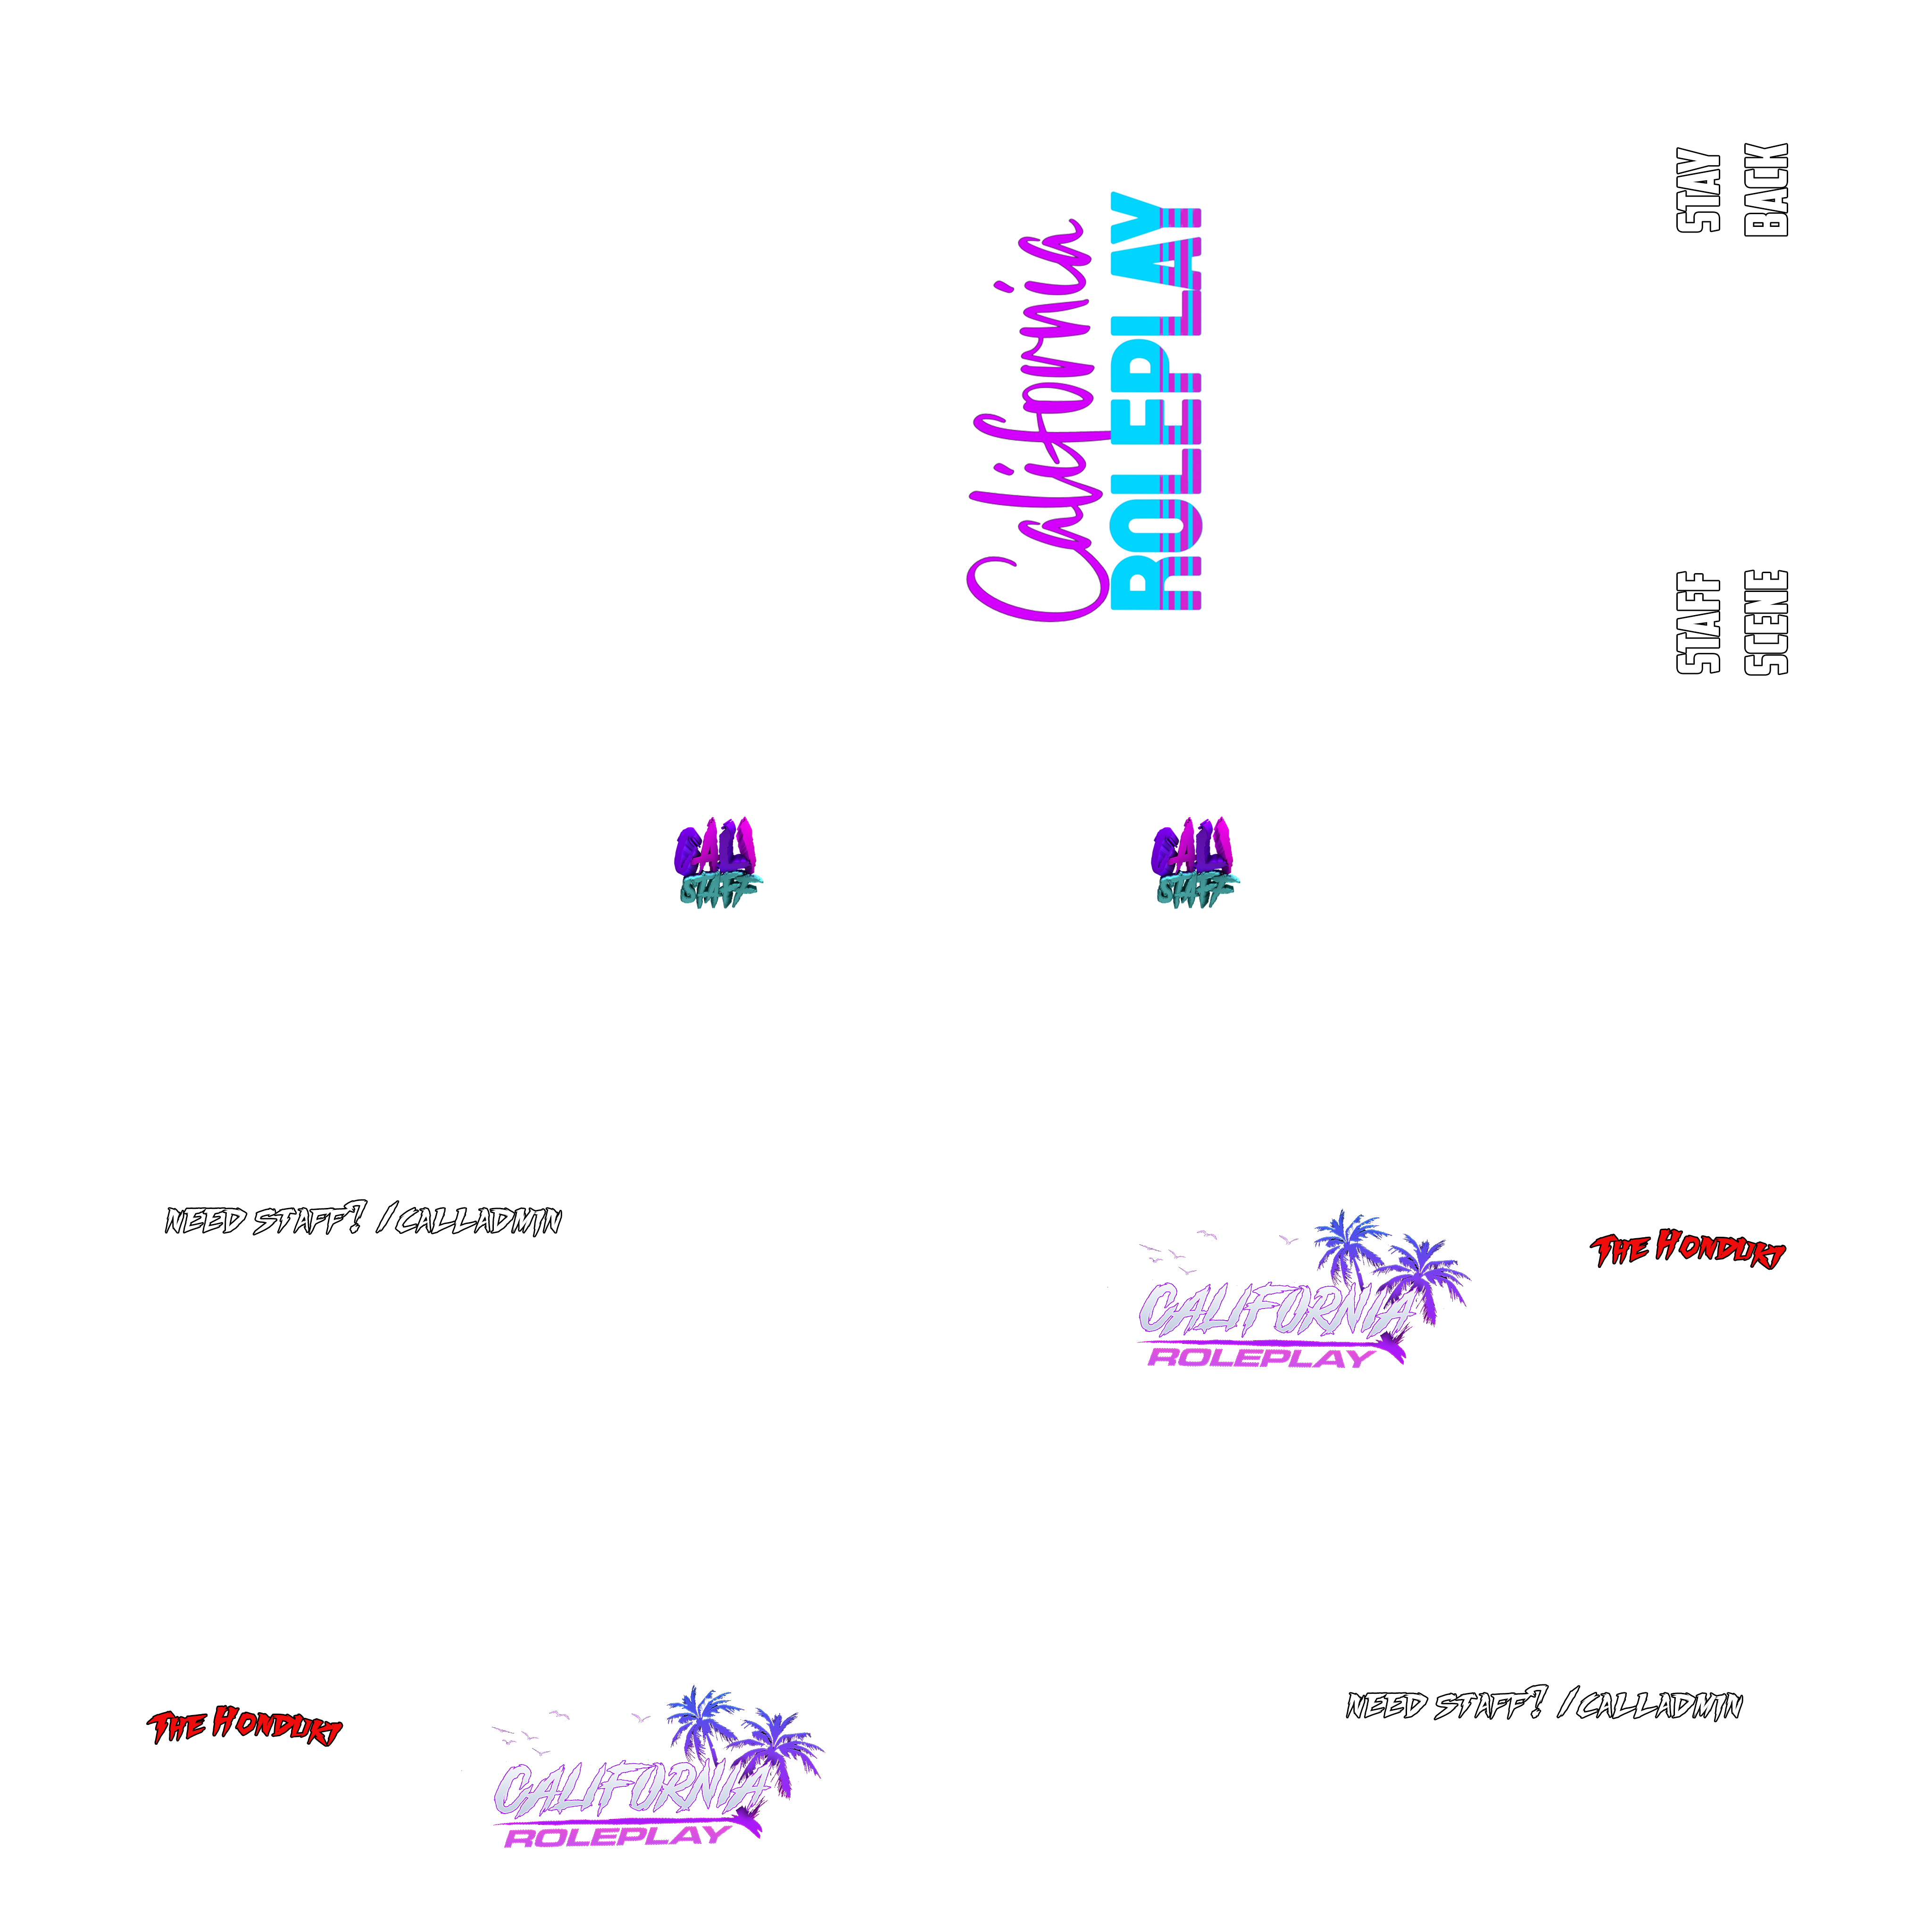 California
ROLEPLAY
STAY
BACK
STAFF
SCENE
CALI
STAFF
CALI
STAFF
NEED STAFF? /CALLADMIN
CALIFORNIA
ROLEPLAY
THE HONDURI
THE HONDURI
CALIFORNIA
ROLEPLAY
NEED STAFF? /CALLADMIN